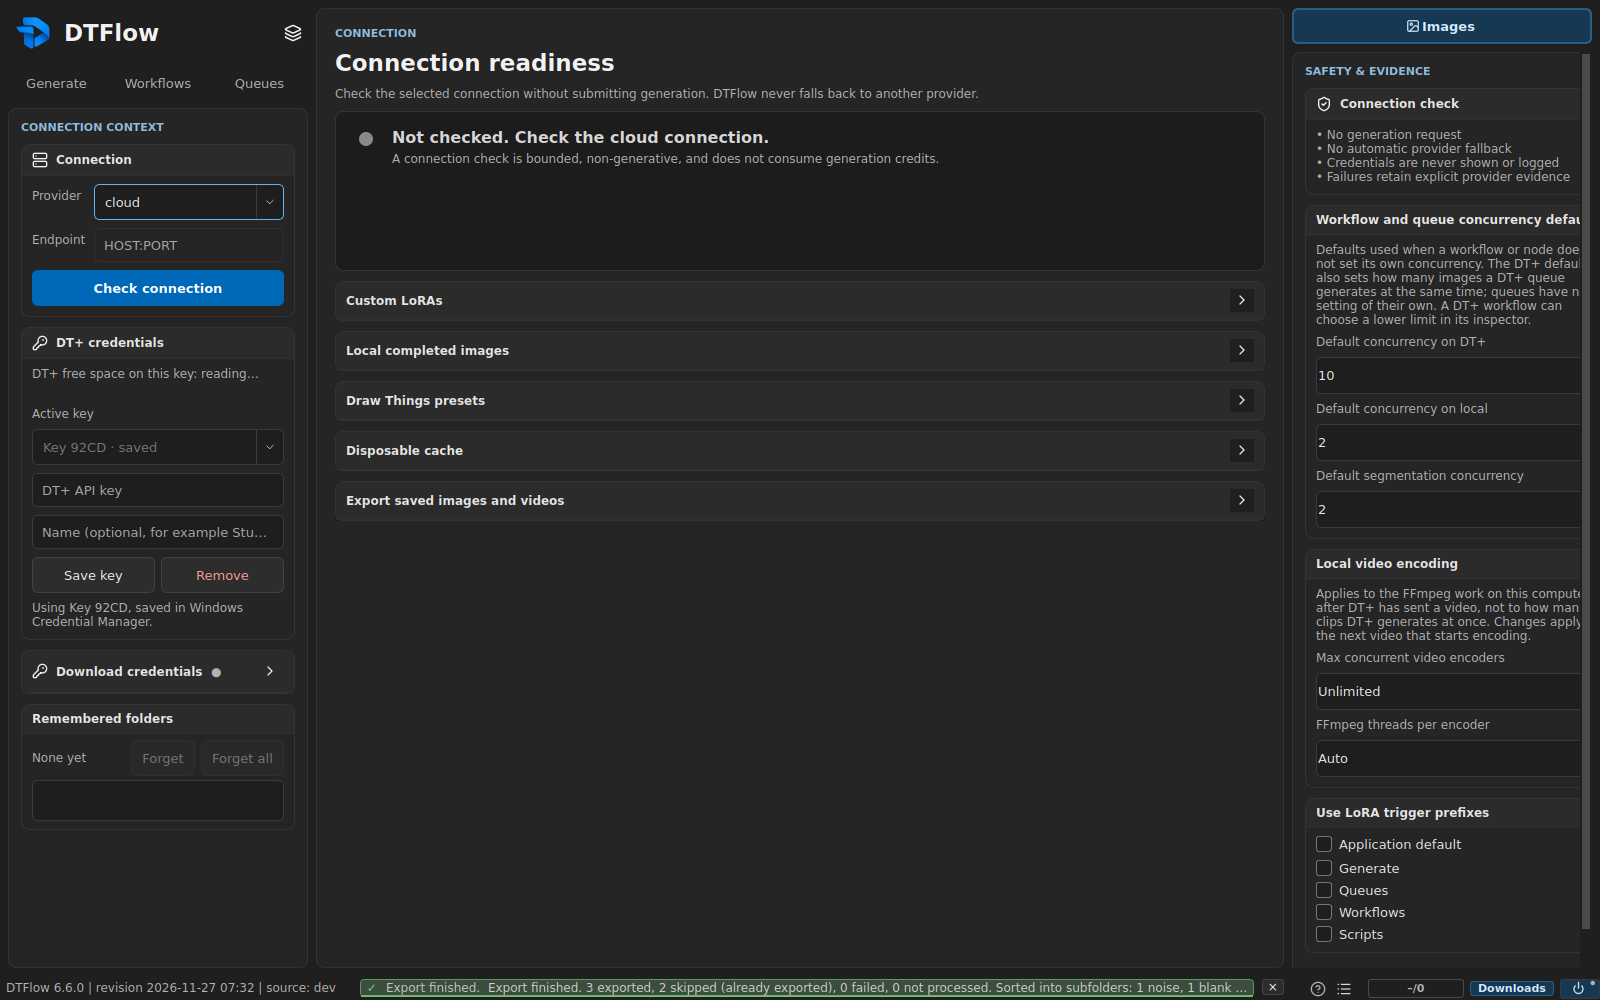 DTFlow
Generate
Workflows
Queues
CONNECTION CONTEXT
Connection
Provider
cloud
Endpoint
HOST:PORT
Check connection
DT+ credentials
DT+ free space on this key: reading...
Active key
Key 92CD · saved
DT+ API key
Name (optional, for example Stu...
Save key
Remove
Using Key 92CD, saved in Windows
Credential Manager.
Download credentials
Remembered folders
None yet
Forget
Forget all
CONNECTION
Connection readiness
Check the selected connection without submitting generation. DTFlow never falls back to another provider.
Not checked. Check the cloud connection.
A connection check is bounded, non-generative, and does not consume generation credits.
Custom LoRAs
Local completed images
Draw Things presets
Disposable cache
Export saved images and videos
Images
SAFETY & EVIDENCE
Connection check
• No generation request
• No automatic provider fallback
• Credentials are never shown or logged
• Failures retain explicit provider evidence
Workflow and queue concurrency defau
Defaults used when a workflow or node doe
not set its own concurrency. The DT+ defaul
also sets how many images a DT+ queue
generates at the same time; queues have n
setting of their own. A DT+ workflow can
choose a lower limit in its inspector.
Default concurrency on DT+
10
Default concurrency on local
2
Default segmentation concurrency
2
Local video encoding
Applies to the FFmpeg work on this compute
after DT+ has sent a video, not to how man
clips DT+ generates at once. Changes apply
the next video that starts encoding.
Max concurrent video encoders
Unlimited
FFmpeg threads per encoder
Auto
Use LoRA trigger prefixes
Application default
Generate
Queues
Workflows
Scripts
DTFlow 6.6.0 | revision 2026-11-27 07:32 | source: dev
✓ Export finished. Export finished. 3 exported, 2 skipped (already exported), 0 failed, 0 not processed. Sorted into subfolders: 1 noise, 1 blank ...
-/0
Downloads